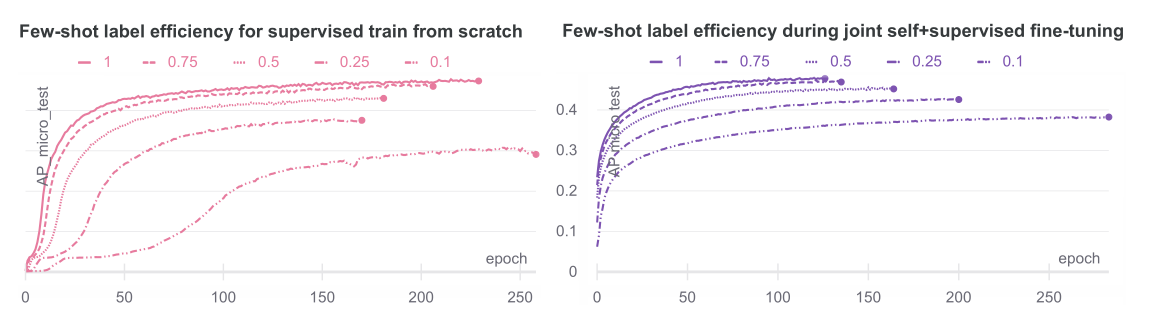 Few-shot label efficiency for supervised train from scratch
1 0.75 0.5 0.25 0.1
AP_micro_test
epoch
0 50 100 150 200 250
Few-shot label efficiency during joint self+supervised fine-tuning
1 0.75 0.5 0.25 0.1
AP_micro_test
0.4
0.3
0.2
0.1
0
epoch
0 50 100 150 200 250